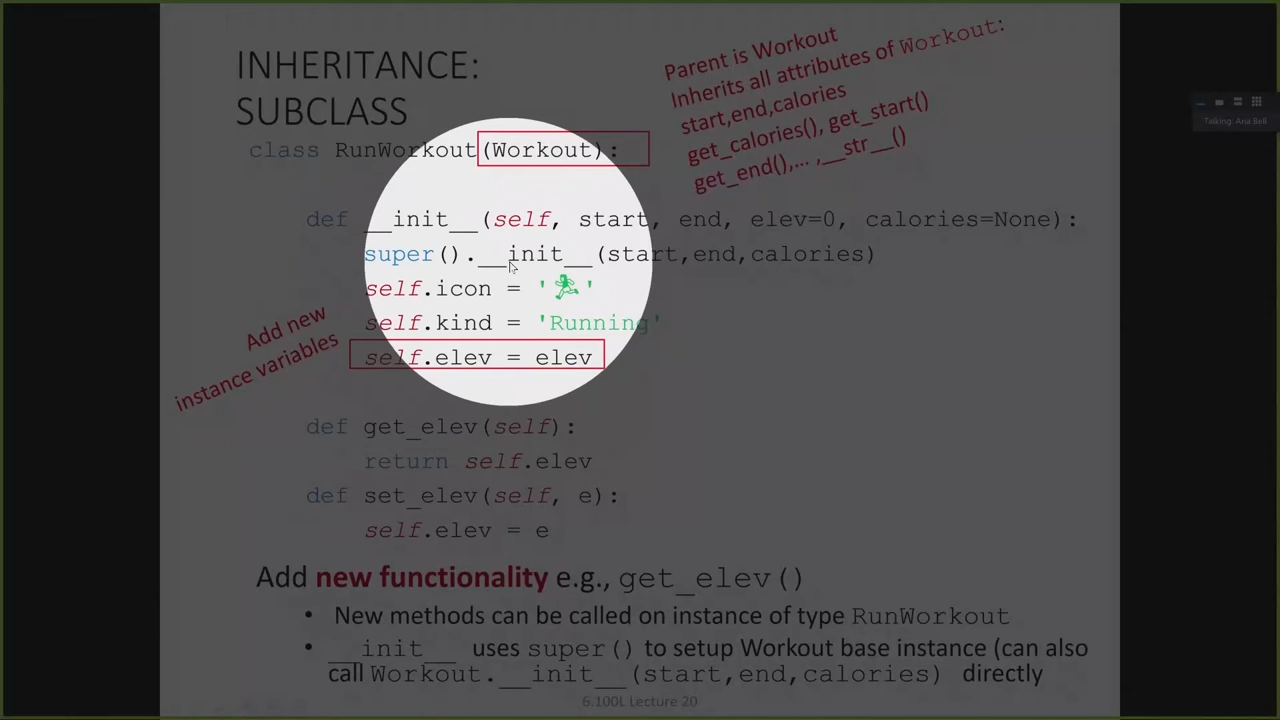 INHERITANCE:
SUBCLASS
Parent is Workout
Inherits all attributes of Workout:
start,end,calories
get_calories(), get_start()
get_end(),… ,__str__()
Talking: Ana Bell
class RunWorkout(Workout):
def __init__(self, start, end, elev=0, calories=None):
super().__init__(start,end,calories)
self.icon = '🏃'
self.kind = 'Running'
self.elev = elev
Add new
instance variables
def get_elev(self):
return self.elev
def set_elev(self, e):
self.elev = e
Add new functionality e.g., get_elev()
• New methods can be called on instance of type RunWorkout
• __init__ uses super() to setup Workout base instance (can also
call Workout.__init__(start,end,calories) directly
6.100L Lecture 20